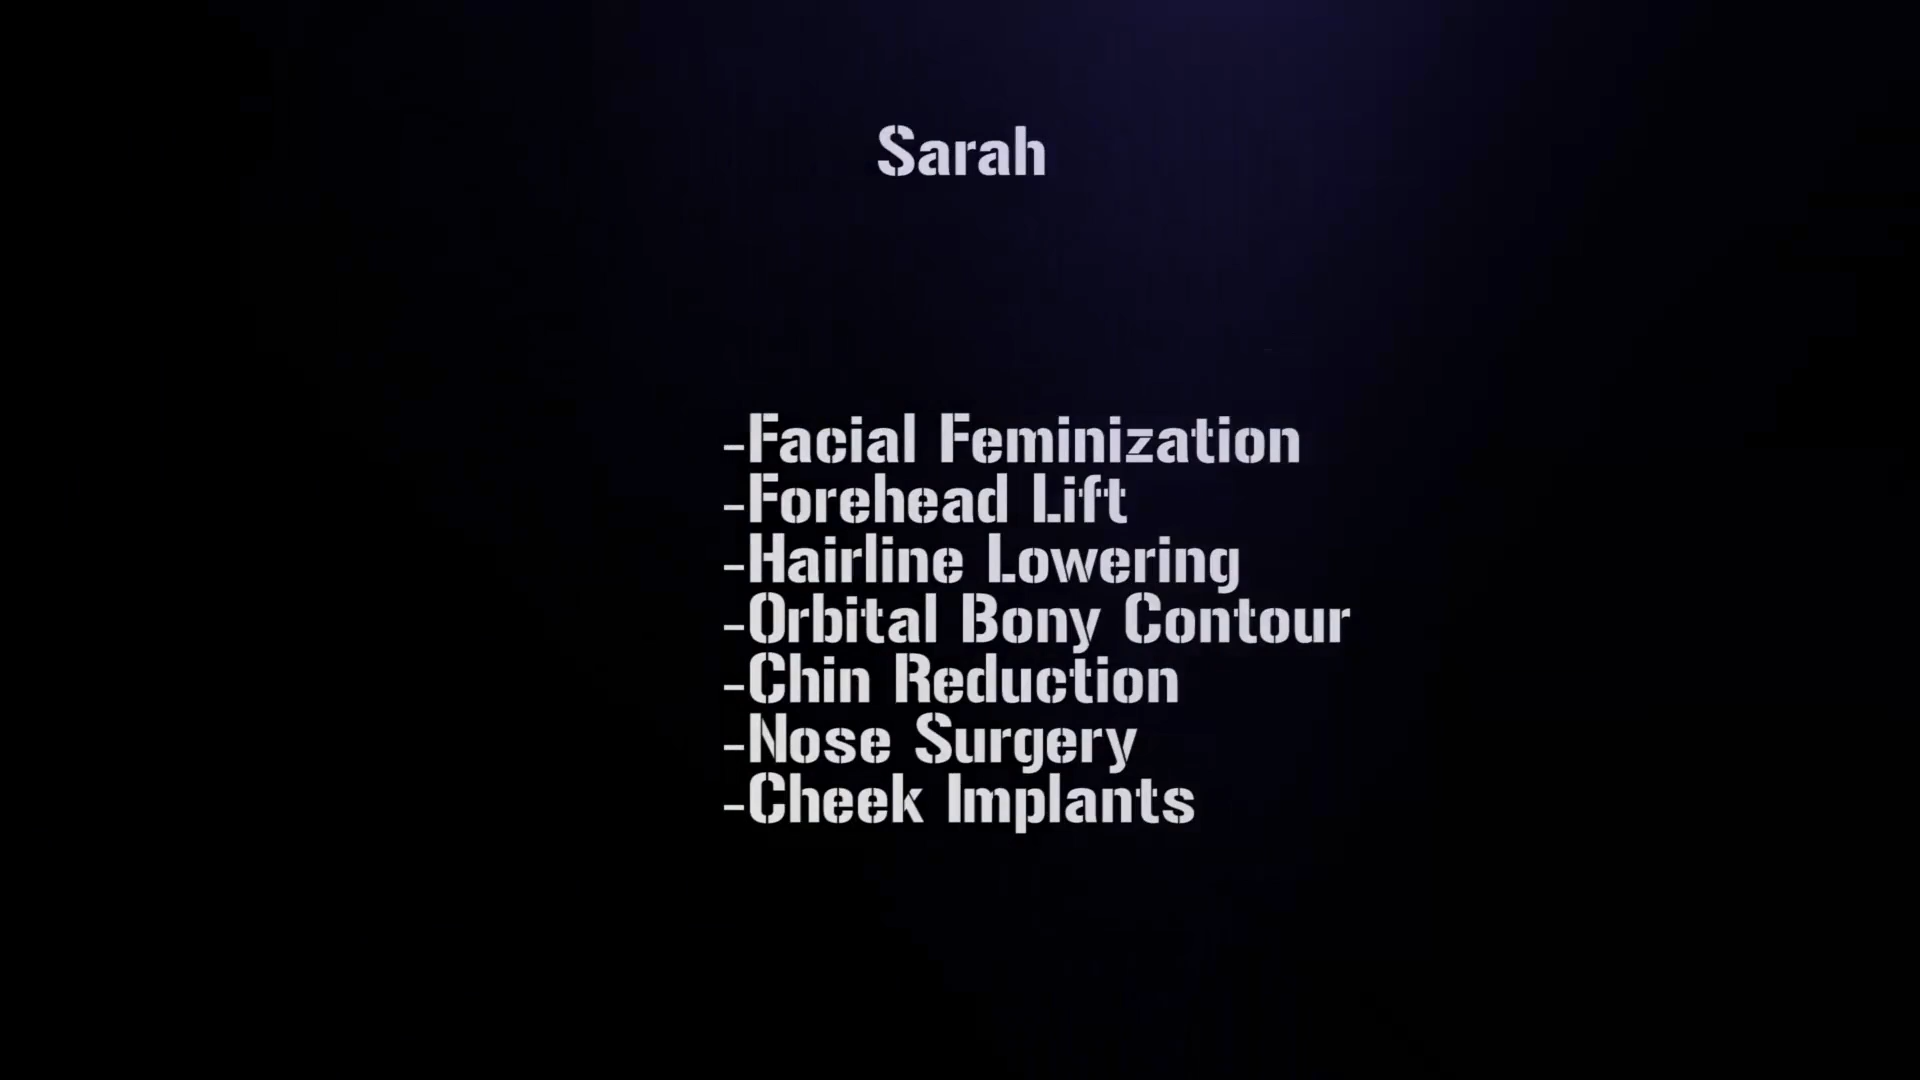 Sarah
-Facial Feminization
-Forehead Lift
-Hairline Lowering
-Orbital Bony Contour
-Chin Reduction
-Nose Surgery
-Cheek Implants